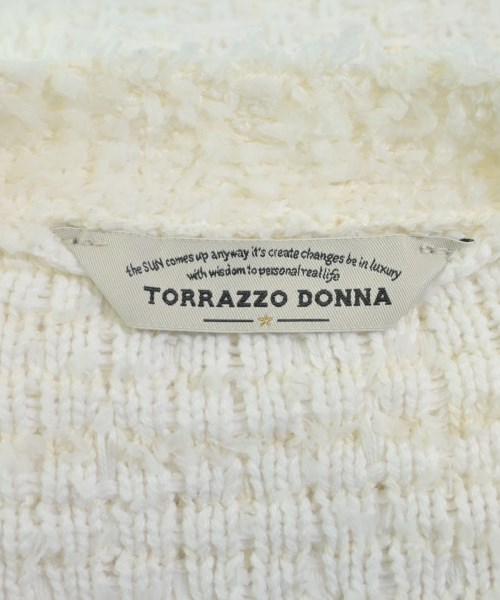 the SUN comes up anyway it's create changes be in luxury
with wisdom to personal real life
TORRAZZO DONNA